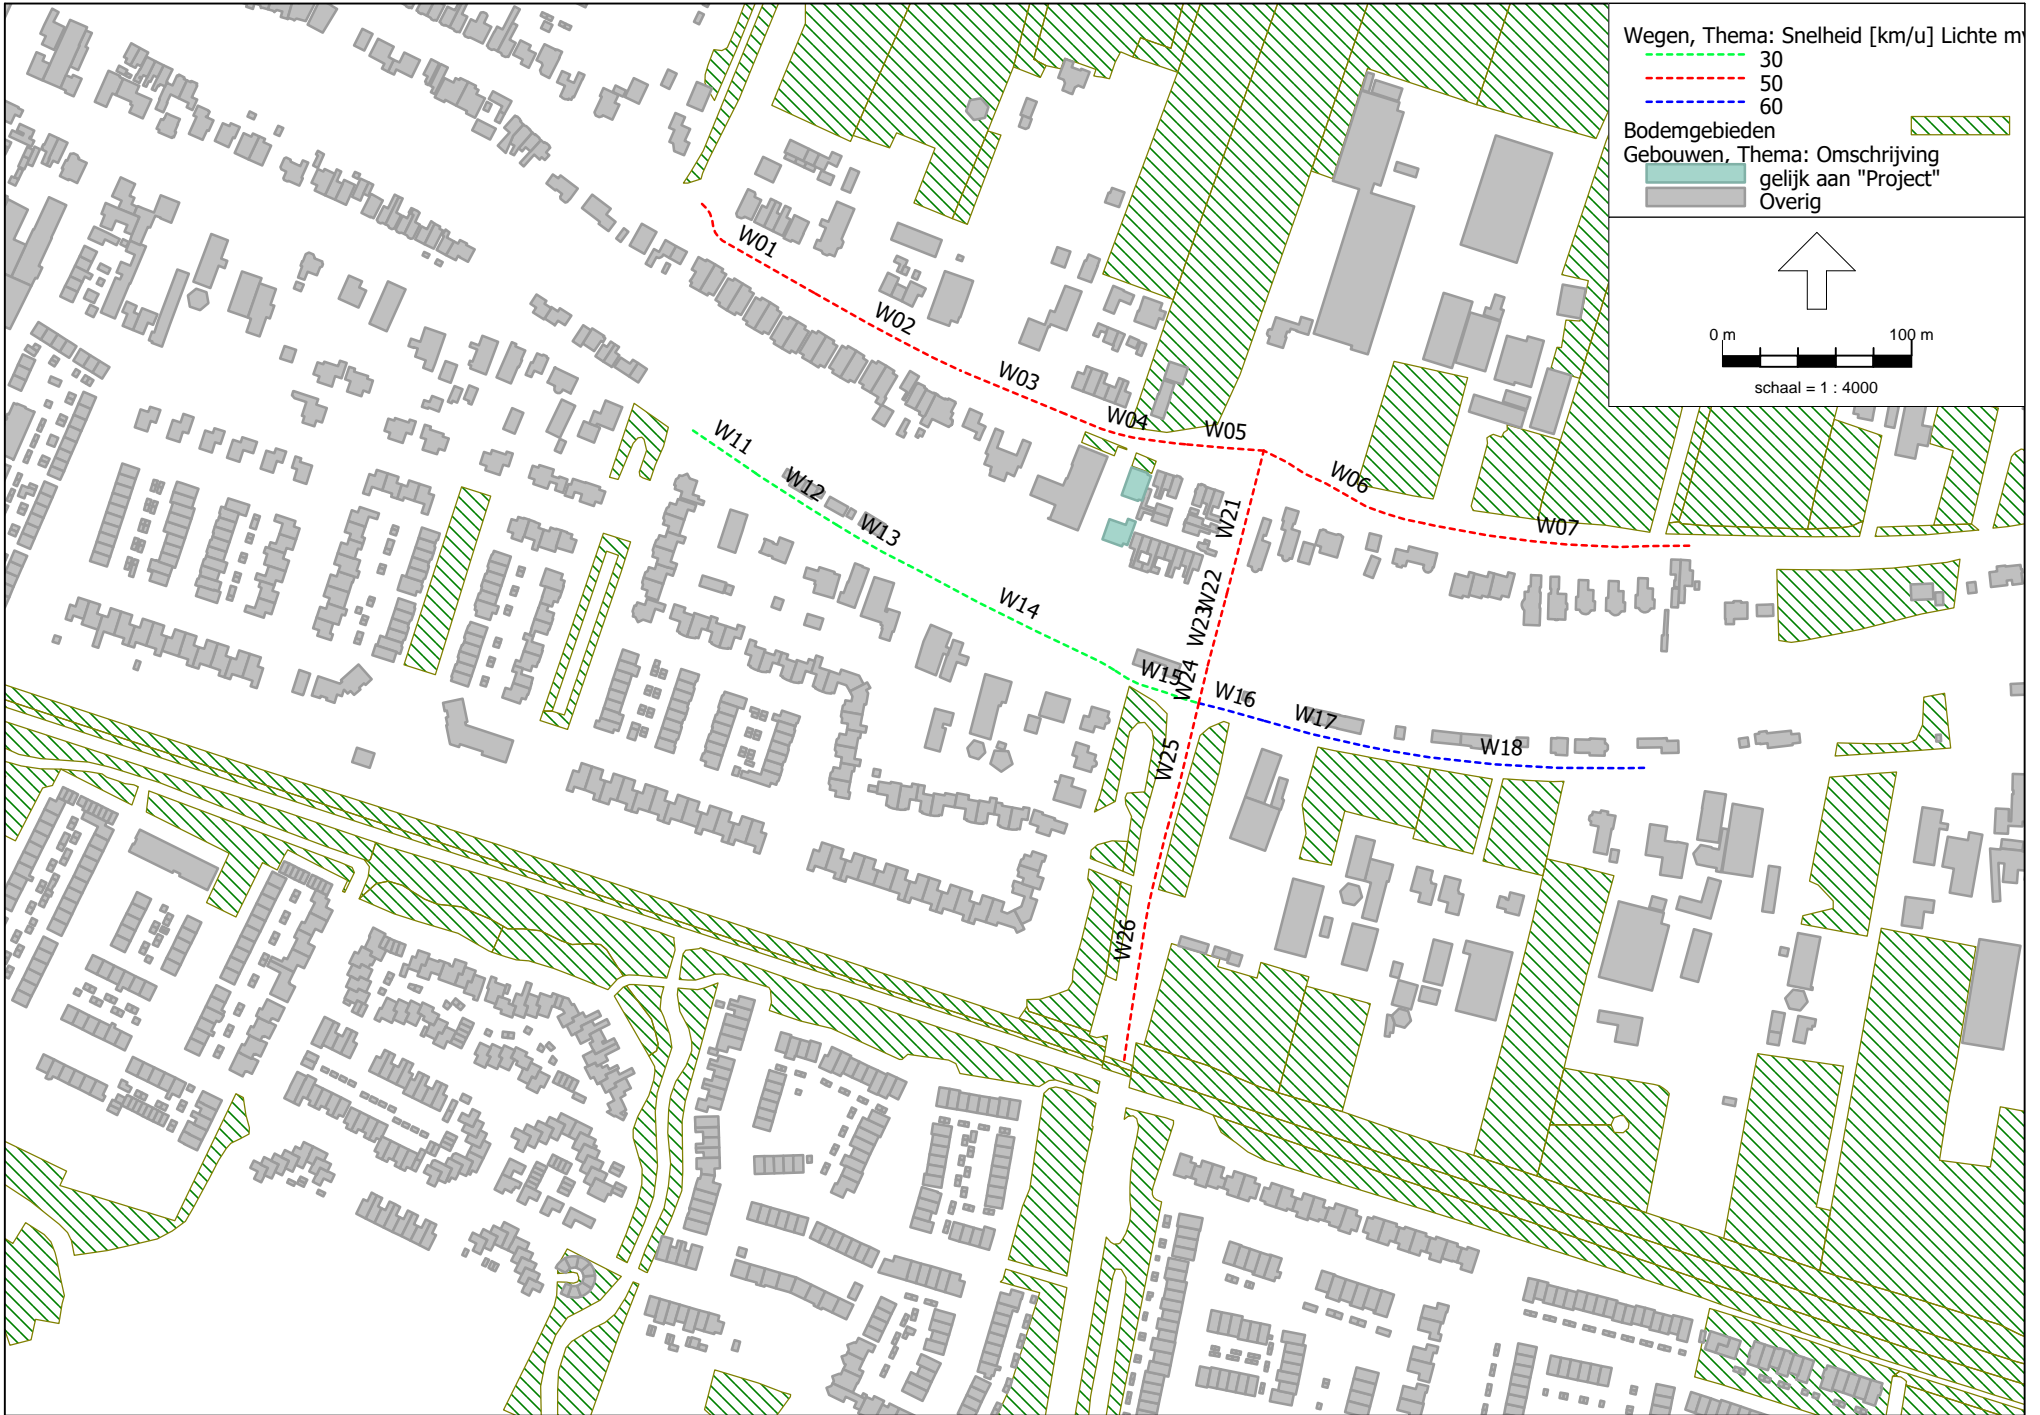 Wegen, Thema: Snelheid [km/u] Lichte mv
30
50
60
Bodemgebieden
Gebouwen, Thema: Omschrijving
gelijk aan "Project"
Overig
0 m 100 m
schaal = 1 : 4000
W01
W02
W03
W04
W05
W06
W07
W11
W12
W13
W14
W15
W16
W17
W18
W21
W22
W23
W24
W25
W26